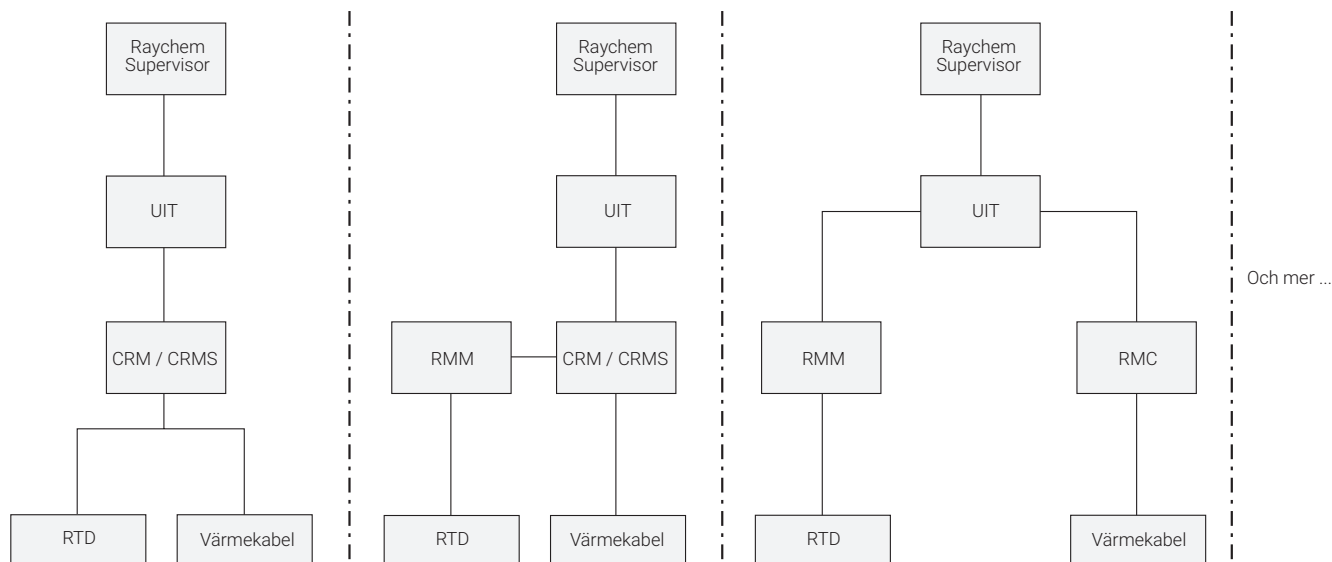 Raychem
Supervisor
UIT
CRM / CRMS
RTD
Värmekabel
Raychem
Supervisor
UIT
RMM
CRM / CRMS
RTD
Värmekabel
Raychem
Supervisor
UIT
RMM
RMC
RTD
Värmekabel
Och mer ...